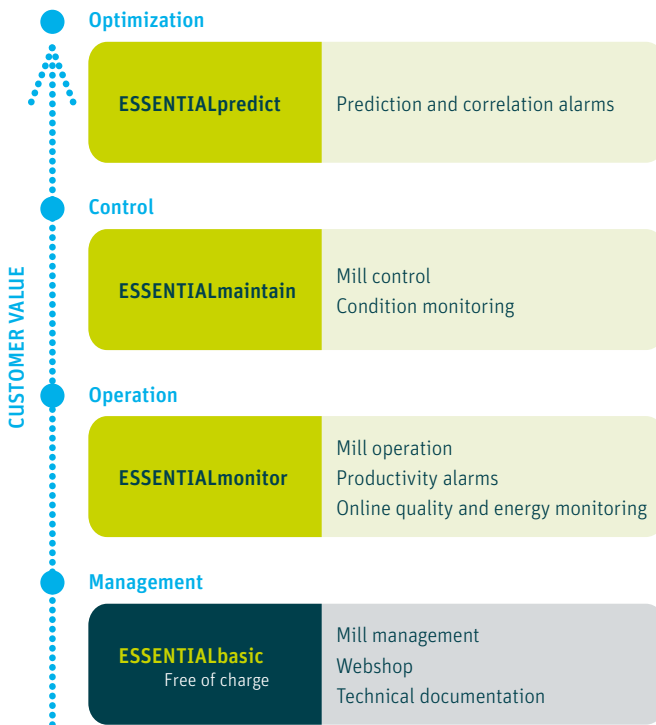 Optimization
ESSENTIALpredict
Prediction and correlation alarms
Control
ESSENTIALmaintain
Mill control
Condition monitoring
CUSTOMER VALUE
Operation
ESSENTIALmonitor
Mill operation
Productivity alarms
Online quality and energy monitoring
Management
ESSENTIALbasic
Free of charge
Mill management
Webshop
Technical documentation